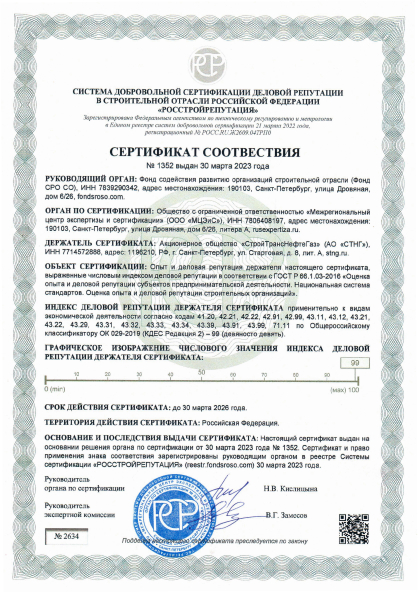 СИСТЕМА ДОБРОВОЛЬНОЙ СЕРТИФИКАЦИИ ДЕЛОВОЙ РЕПУТАЦИИ
В СТРОИТЕЛЬНОЙ ОТРАСЛИ РОССИЙСКОЙ ФЕДЕРАЦИИ
«РОССТРОЙРЕПУТАЦИЯ»
Зарегистрирована Федеральным агентством по техническому регулированию и метрологии
в Едином реестре систем добровольной сертификации 21 марта 2022 года,
регистрационный № РОСС RU.Ж2609.04ТРП0
СЕРТИФИКАТ СООТВЕСТВИЯ
№ 1352 выдан 30 марта 2023 года
РУКОВОДЯЩИЙ ОРГАН: Фонд содействия развитию организаций строительной отрасли (Фонд
СРО СО), ИНН 7839290342, адрес местонахождения: 190103, Санкт-Петербург, улица Дровяная,
дом 6/26, fondsroso.com.
ОРГАН ПО СЕРТИФИКАЦИИ: Общество с ограниченной ответственностью «Межрегиональный
центр экспертизы и сертификации» (ООО «МЦЭиС»), ИНН 7806408197, адрес местонахождения:
190103, Санкт-Петербург, улица Дровяная, дом 6/26, литера А, rusexpertiza.ru.
ДЕРЖАТЕЛЬ СЕРТИФИКАТА: Акционерное общество «СтройТрансНефтеГаз» (АО «СТНГ»),
ИНН 7714572888, адрес: 196210, РФ, г. Санкт-Петербург, ул. Стартовая, д. 8, лит. А, stng.ru.
ОБЪЕКТ СЕРТИФИКАЦИИ: Опыт и деловая репутация держателя настоящего сертификата,
выраженные числовым индексом деловой репутации в соответствии с ГОСТ Р 66.1.03-2016 «Оценка
опыта и деловой репутации субъектов предпринимательской деятельности. Национальная система
стандартов. Оценка опыта и деловой репутации строительных организаций».
ИНДЕКС ДЕЛОВОЙ РЕПУТАЦИИ ДЕРЖАТЕЛЯ СЕРТИФИКАТА применительно к видам
экономической деятельности согласно кодам 41.20, 42.21, 42.22, 42.91, 42.99, 43.11, 43.12, 43.21,
43.22, 43.29, 43.31, 43.32, 43.33, 43.34, 43.39, 43.91, 43.99, 71.11 по Общероссийскому
классификатору ОК 029-2019 (КДЕС Редакция 2) – 99 (девяносто девять).
ГРАФИЧЕСКОЕ ИЗОБРАЖЕНИЕ ЧИСЛОВОГО ЗНАЧЕНИЯ ИНДЕКСА ДЕЛОВОЙ
РЕПУТАЦИИ ДЕРЖАТЕЛЯ СЕРТИФИКАТА:
99
10 20 30 40 50 60 70 80 90
0 (min) (max) 100
СРОК ДЕЙСТВИЯ СЕРТИФИКАТА: до 30 марта 2026 года.
ТЕРРИТОРИЯ ДЕЙСТВИЯ СЕРТИФИКАТА: Российская Федерация.
ОСНОВАНИЕ И ПОСЛЕДСТВИЯ ВЫДАЧИ СЕРТИФИКАТА: Настоящий сертификат выдан на
основании решения органа по сертификации от 30 марта 2023 года № 1352. Сертификат и право
применения знака соответствия зарегистрированы руководящим органом в реестре Системы
сертификации «РОССТРОЙРЕПУТАЦИЯ» (reestr.fondsroso.com) 30 марта 2023 года.
Руководитель
органа по сертификации
Н.В. Кислицына
Руководитель
экспертной комиссии
В.Г. Замесов
№ 2634
Подделка сертификата преследуется по закону